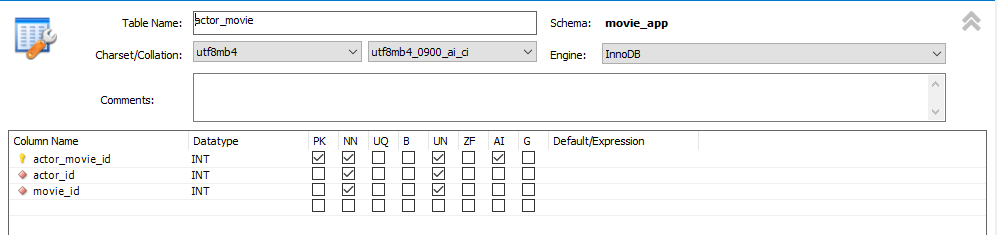 Table Name: actor_movie Schema: movie_app
Charset/Collation: utf8mb4 utf8mb4_0900_ai_ci Engine: InnoDB
Comments:
Column Name Datatype PK NN UQ B UN ZF AI G Default/Expression
actor_movie_id INT
actor_id INT
movie_id INT